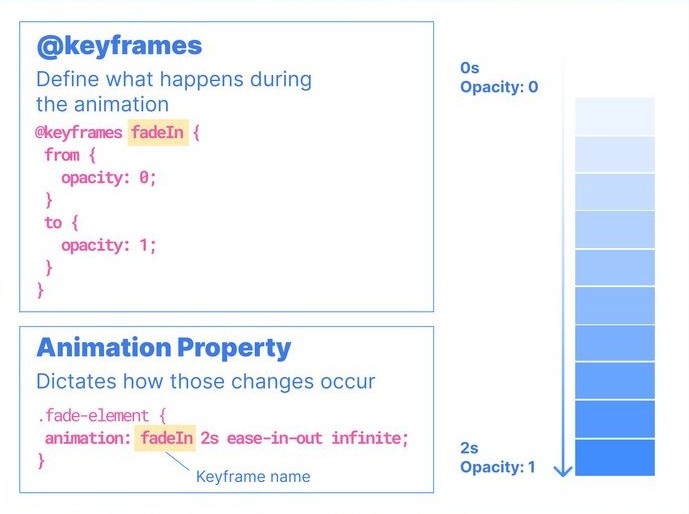 @keyframes
Define what happens during
the animation
@keyframes fadeIn {
from {
opacity: 0;
}
to {
opacity: 1;
}
}
Animation Property
Dictates how those changes occur
.fade-element {
animation: fadeIn 2s ease-in-out infinite;
}
Keyframe name
0s
Opacity: 0
2s
Opacity: 1